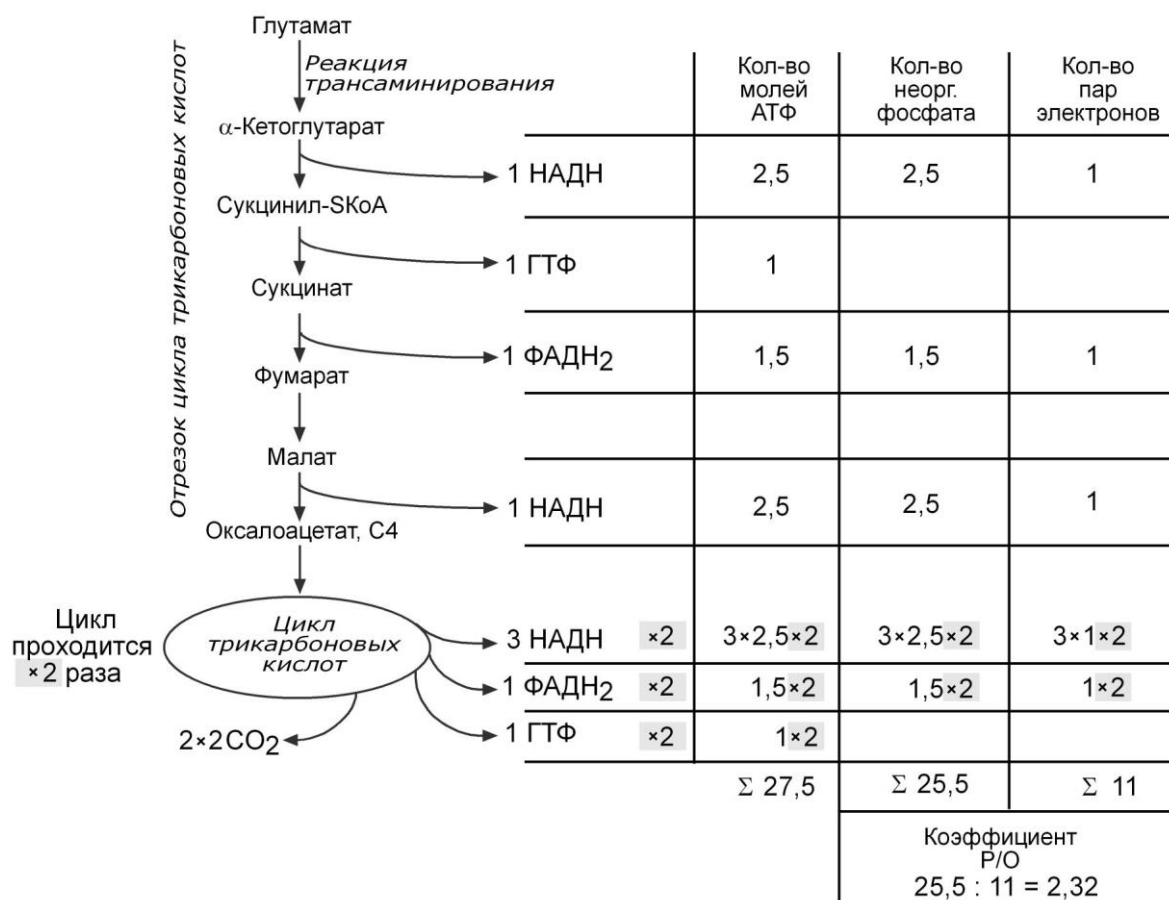 Глутамат
Отрезок цикла трикарбоновых кислот
Реакция
трансаминирования
Кол-во
молей
АТФ
Кол-во
неорг.
фосфата
Кол-во
пар
электронов
α-Кетоглутарат
1 НАДН 2,5 2,5 1
Сукцинил-SКоА
1 ГТФ 1
Сукцинат
1 ФАДН2 1,5 1,5 1
Фумарат
Малат
1 НАДН 2,5 2,5 1
Оксалоацетат, С4
Цикл
проходится
×2 раза
Цикл
трикарбоновых
кислот
3 НАДН ×2 3×2,5×2 3×2,5×2 3×1×2
1 ФАДН2 ×2 1,5×2 1,5×2 1×2
1 ГТФ ×2 1×2
2×2CO2
Σ 27,5 Σ 25,5 Σ 11
Коэффициент
P/O
25,5 : 11 = 2,32